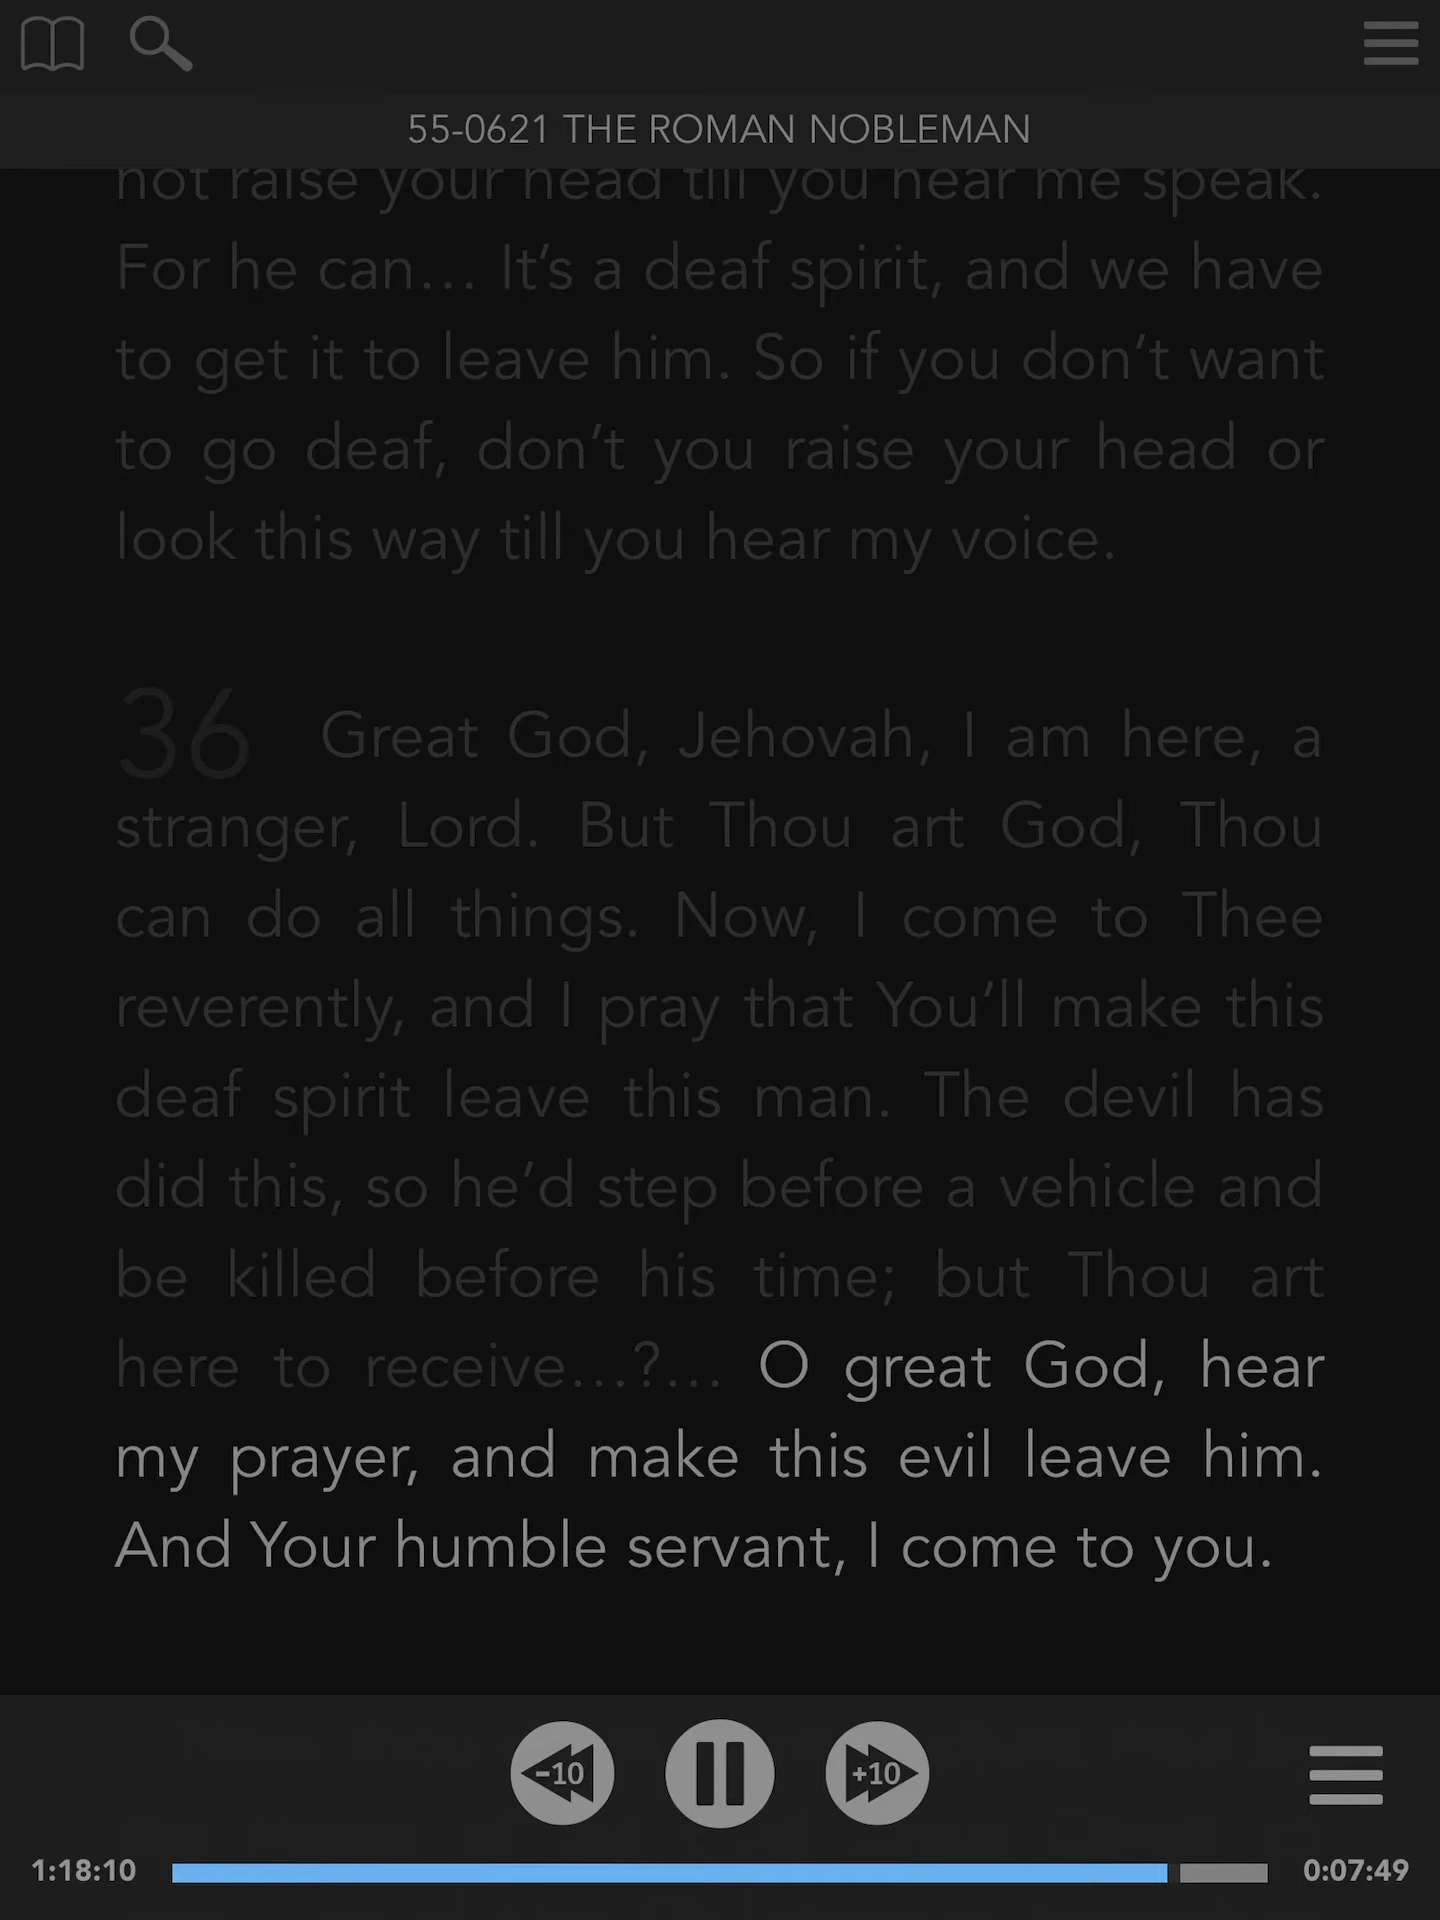 55-0621 THE ROMAN NOBLEMAN
not raise your head till you hear me speak.
For he can… It’s a deaf spirit, and we have
to get it to leave him. So if you don’t want
to go deaf, don’t you raise your head or
look this way till you hear my voice.
36 Great God, Jehovah, I am here, a
stranger, Lord. But Thou art God, Thou
can do all things. Now, I come to Thee
reverently, and I pray that You’ll make this
deaf spirit leave this man. The devil has
did this, so he’d step before a vehicle and
be killed before his time; but Thou art
here to receive…?… O great God, hear
my prayer, and make this evil leave him.
And Your humble servant, I come to you.
-10 +10
1:18:10 0:07:49